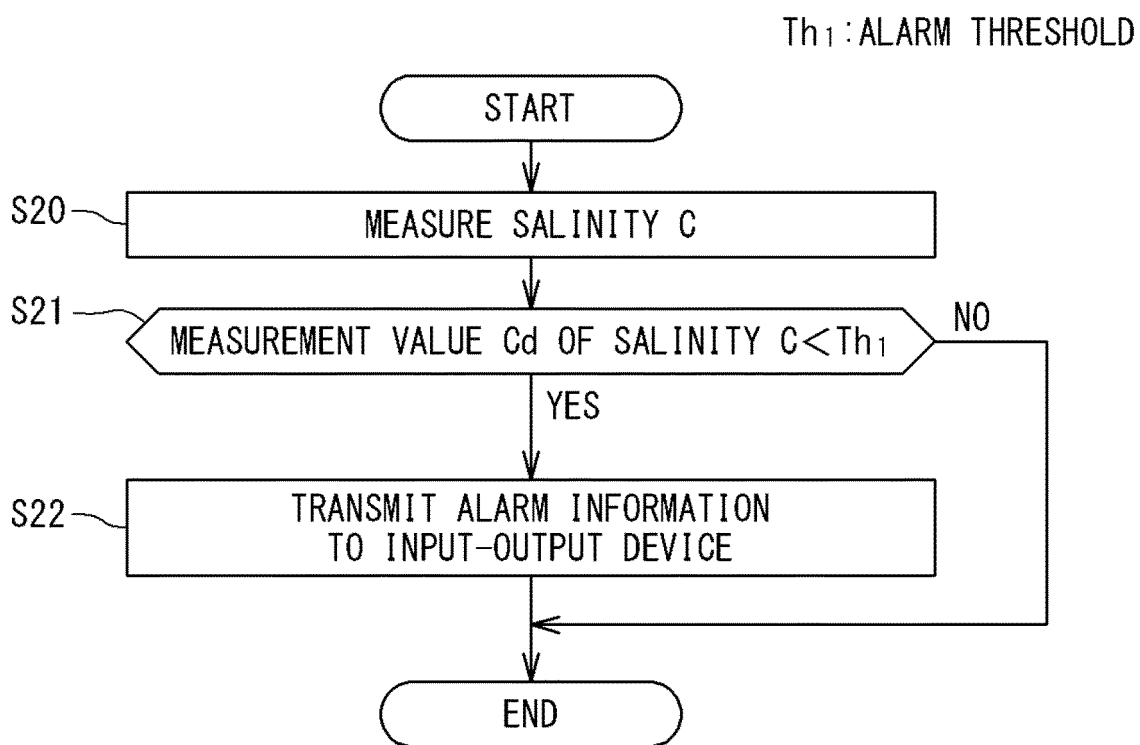 Th₁:ALARM THRESHOLD
START
S20
MEASURE SALINITY C
S21
MEASUREMENT VALUE Cd OF SALINITY C<Th₁
NO
YES
S22
TRANSMIT ALARM INFORMATION
TO INPUT-OUTPUT DEVICE
END